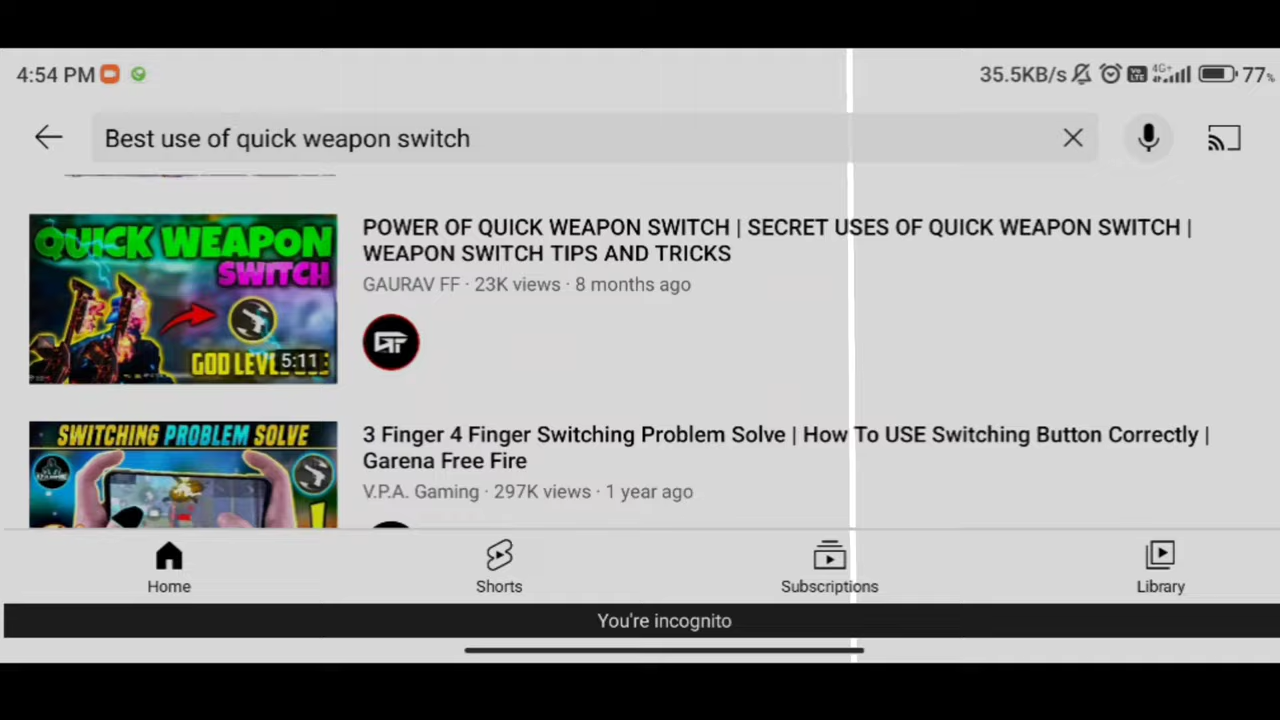 4:54 PM
35.5KB/s
4G+
77%
Best use of quick weapon switch
QUICK WEAPON
SWITCH
GOD LEVEL
5:11
POWER OF QUICK WEAPON SWITCH | SECRET USES OF QUICK WEAPON SWITCH |
WEAPON SWITCH TIPS AND TRICKS
GAURAV FF · 23K views · 8 months ago
GF
SWITCHING PROBLEM SOLVE
3 Finger 4 Finger Switching Problem Solve | How To USE Switching Button Correctly |
Garena Free Fire
V.P.A. Gaming · 297K views · 1 year ago
Home
Shorts
Subscriptions
Library
You're incognito